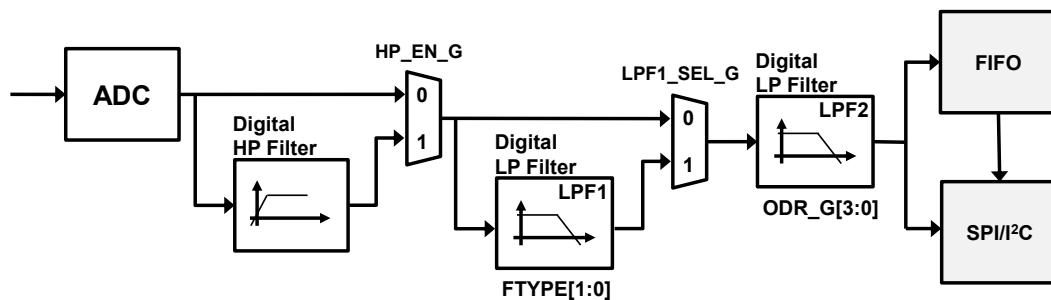 HP_EN_G
LPF1_SEL_G
Digital
LP Filter
FIFO
ADC
0
1
0
1
LPF2
Digital
HP Filter
Digital
LP Filter
LPF1
ODR_G[3:0]
SPI/I²C
FTYPE[1:0]